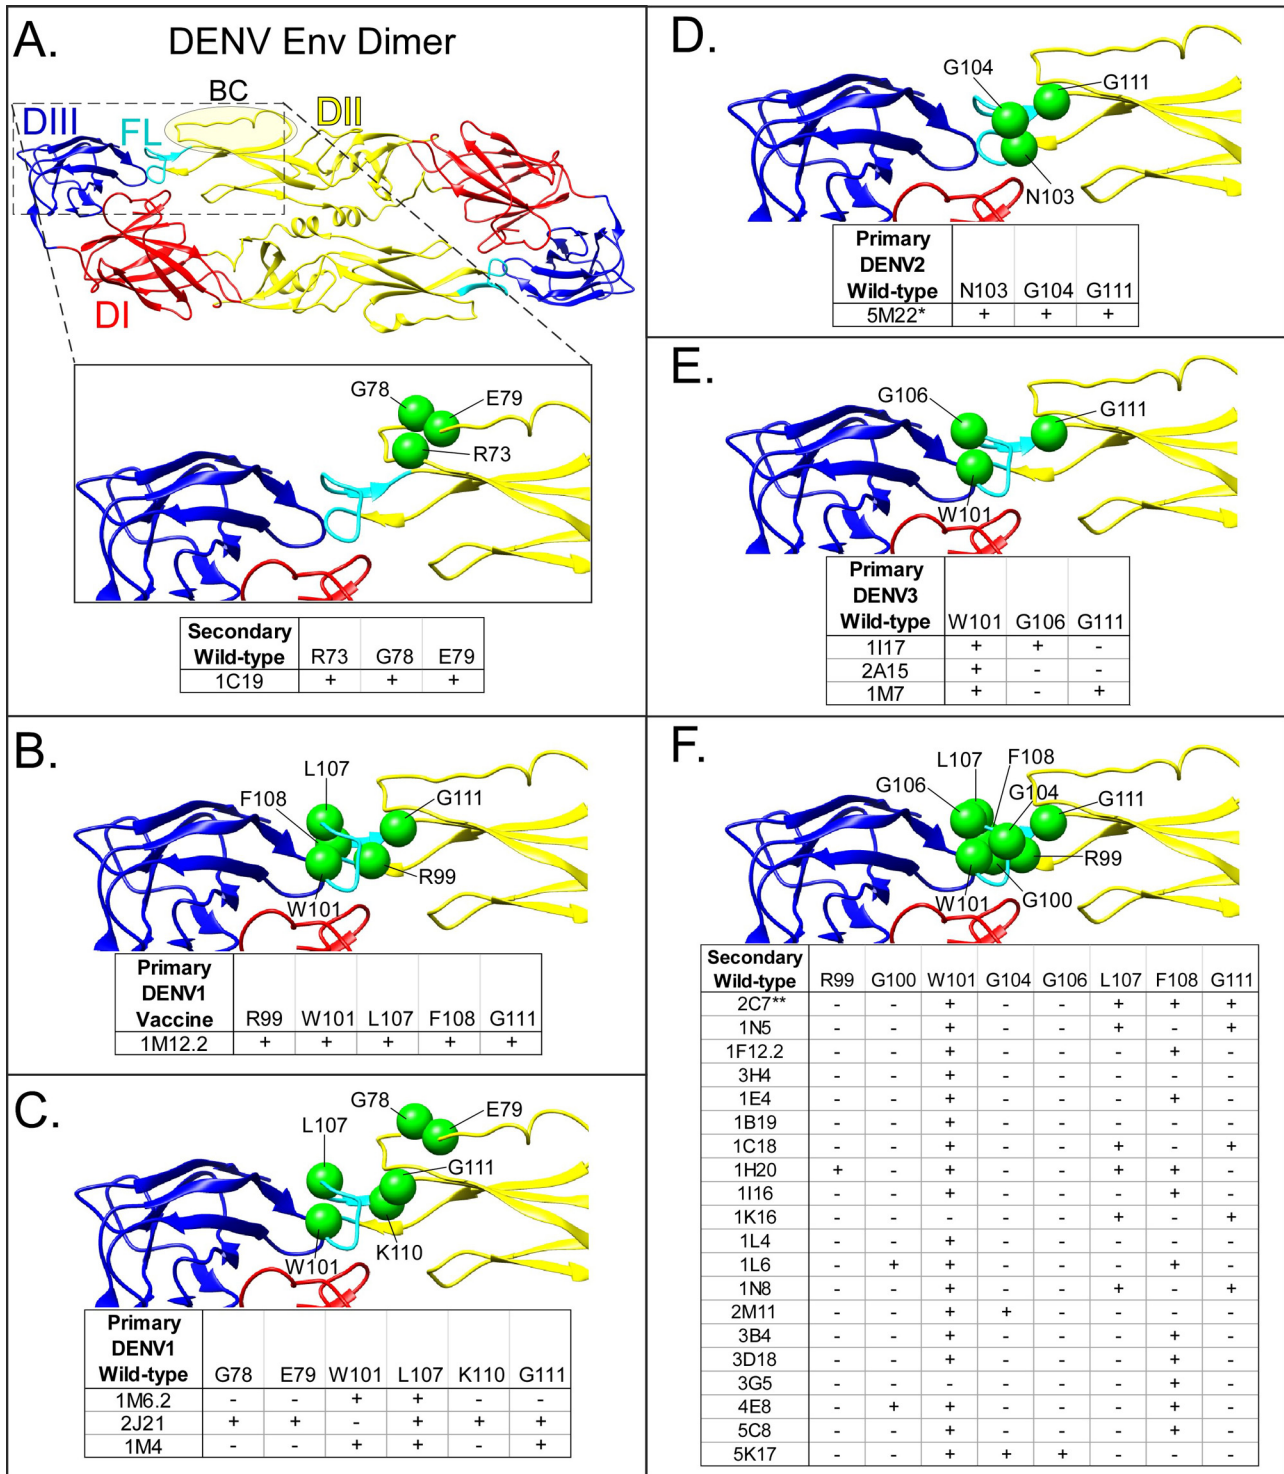 A.
DENV Env Dimer
BC
DIII
FL
DII
DI
G78
E79
R73
Secondary
Wild-type R73 G78 E79
1C19 + + +
B.
L107
F108
G111
R99
W101
Primary
DENV1
Vaccine R99 W101 L107 F108 G111
1M12.2 + + + + +
C.
G78
E79
L107
G111
K110
W101
Primary
DENV1
Wild-type G78 E79 W101 L107 K110 G111
1M6.2 - - + + - -
2J21 + + - + + +
1M4 - - + + - +
D.
G104
G111
N103
Primary
DENV2
Wild-type N103 G104 G111
5M22* + + +
E.
G106
G111
W101
Primary
DENV3
Wild-type W101 G106 G111
1I17 + + -
2A15 + - -
1M7 + - +
F.
L107
F108
G106
G104
G111
R99
W101
G100
Secondary
Wild-type R99 G100 W101 G104 G106 L107 F108 G111
2C7** - - + - - + + +
1N5 - - + - - + - +
1F12.2 - - + - - - + -
3H4 - - + - - - - -
1E4 - - + - - - + -
1B19 - - + - - - - -
1C18 - - + - - + - +
1H20 + - + - - + + -
1I16 - - + - - - + -
1K16 - - - - - + - +
1L4 - - + - - - - -
1L6 - + + - - - + -
1N8 - - + - - + - +
2M11 - - + + - - - -
3B4 - - + - - - + -
3D18 - - + - - - + -
3G5 - - - - - - + -
4E8 - + + - - - + -
5C8 - - + - - - + -
5K17 - - + + + - - -